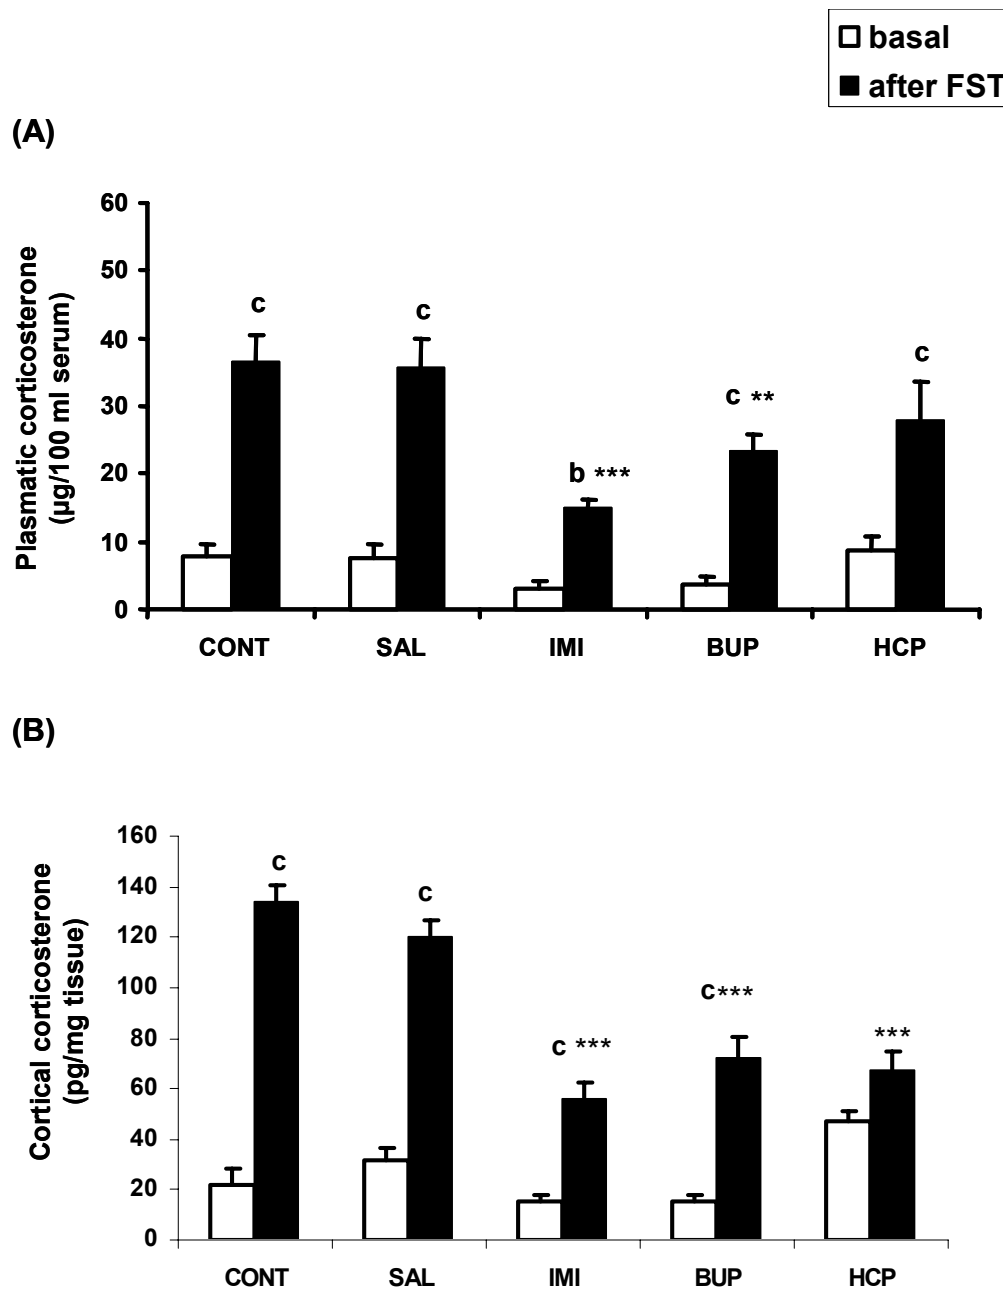 basal
after FST
(A)
Plasmatic corticosterone
(µg/100 ml serum)
60
50
40
30
20
10
0
c
c
b ***
c **
c
CONT SAL IMI BUP HCP
(B)
Cortical corticosterone
(pg/mg tissue)
160
140
120
100
80
60
40
20
0
c
c
c ***
c***
***
CONT SAL IMI BUP HCP